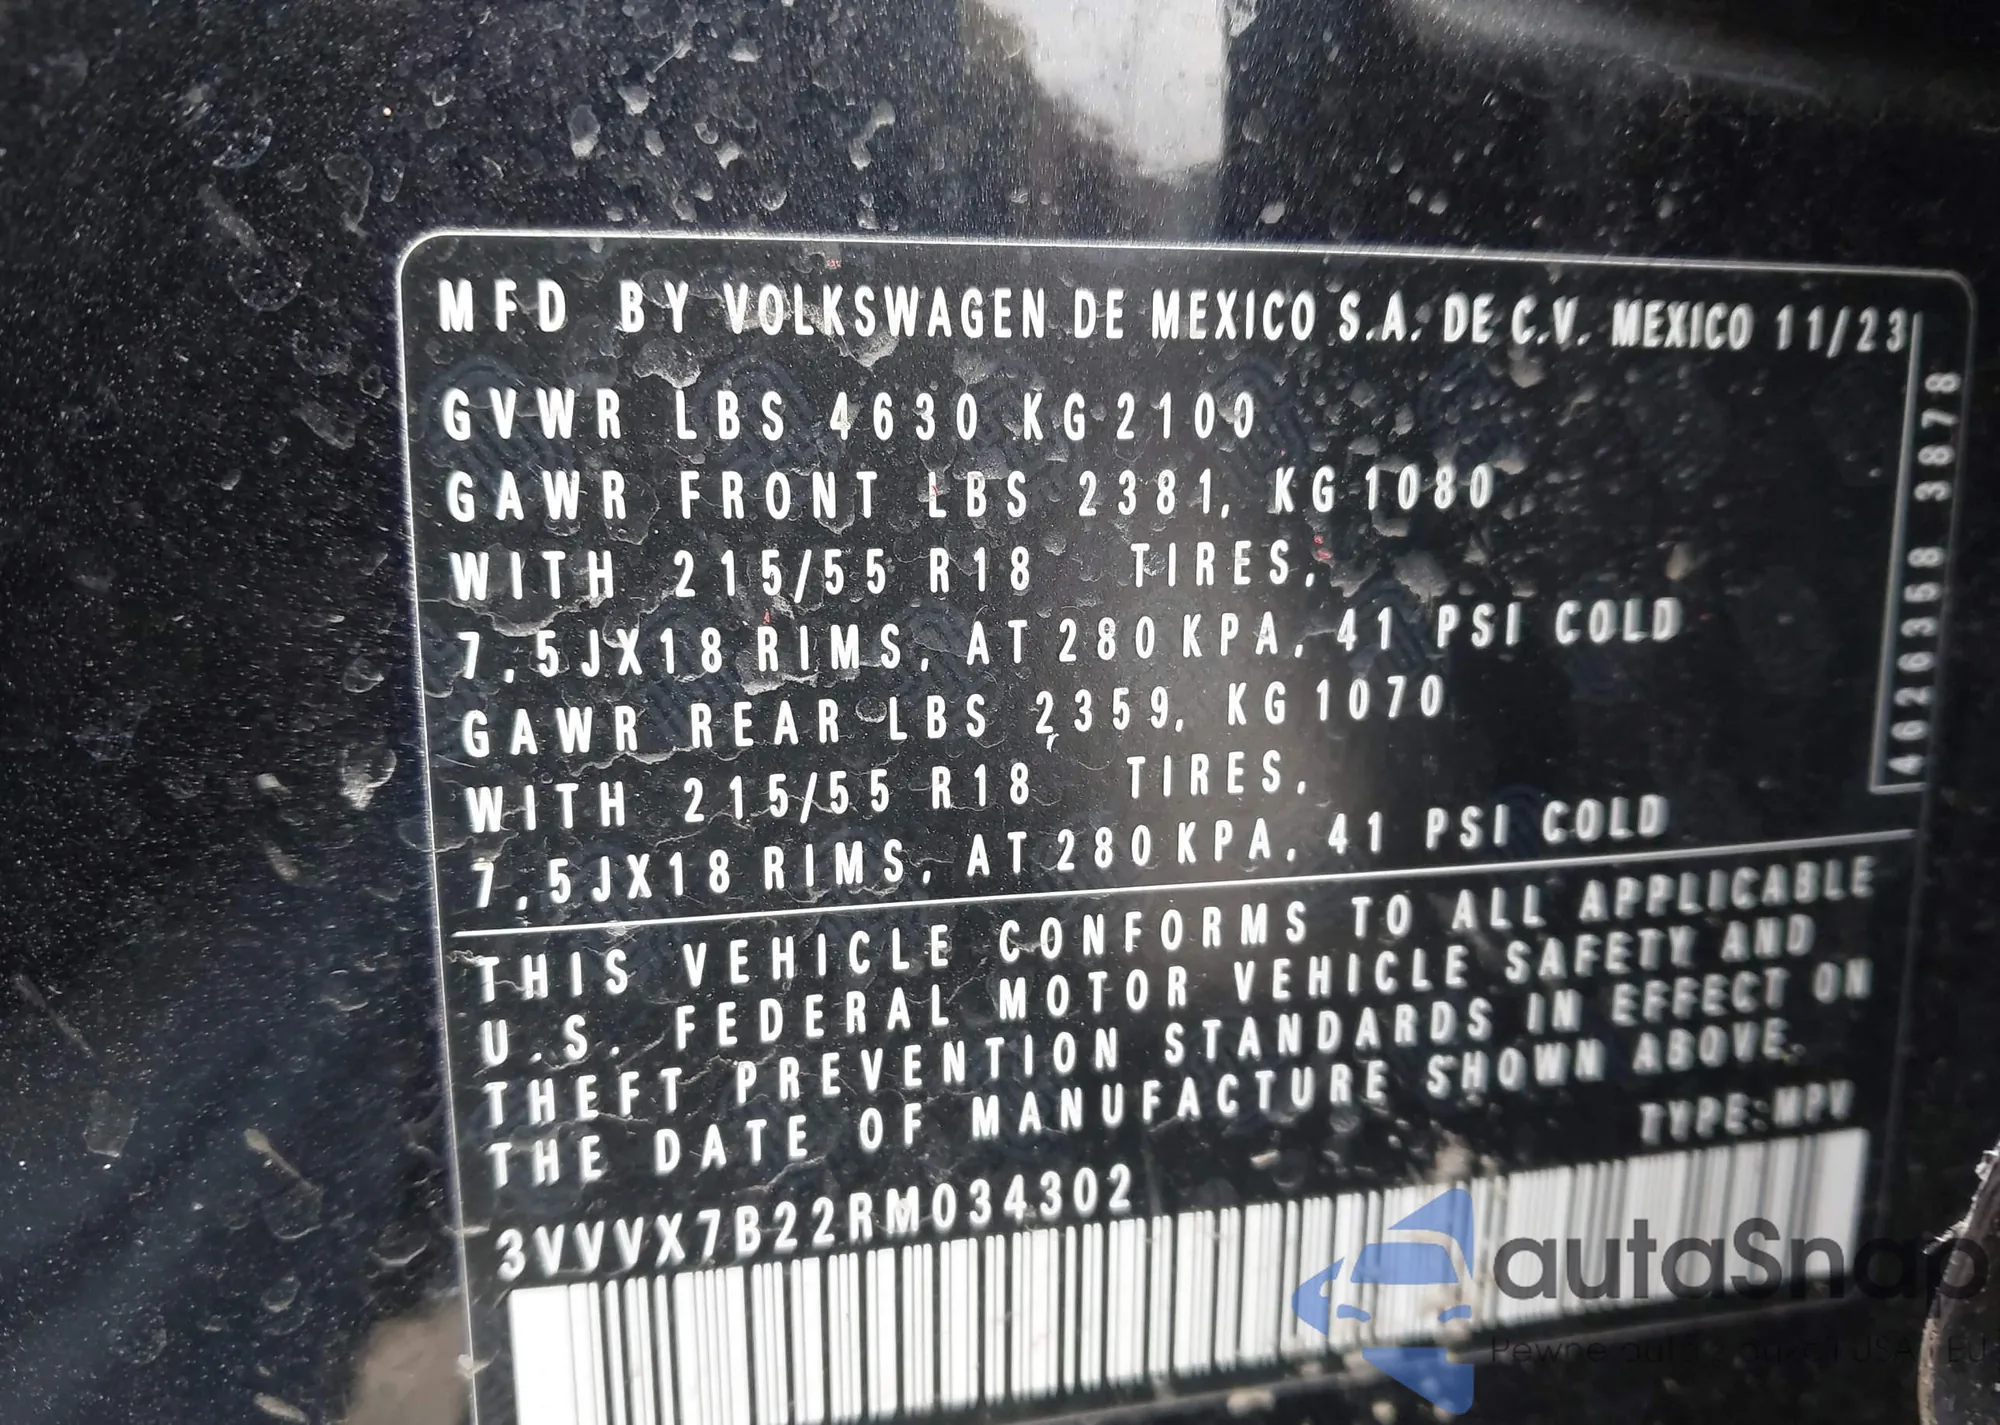 MFD BY VOLKSWAGEN DE MEXICO S.A. DE C.V. MEXICO 11/23
GVWR LBS 4630 KG 2100
GAWR FRONT LBS 2381, KG 1080
WITH 215/55 R18 TIRES,
7,5JX18 RIMS, AT 280 KPA, 41 PSI COLD
GAWR REAR LBS 2359, KG 1070
WITH 215/55 R18 TIRES,
7,5JX18 RIMS, AT 280 KPA, 41 PSI COLD
46260358 3878
THIS VEHICLE CONFORMS TO ALL APPLICABLE
U.S. FEDERAL MOTOR VEHICLE SAFETY AND
THEFT PREVENTION STANDARDS IN EFFECT ON
THE DATE OF MANUFACTURE SHOWN ABOVE.
TYPE:MPV
3VVVX7B22RM034302
autaSnap
Pewne